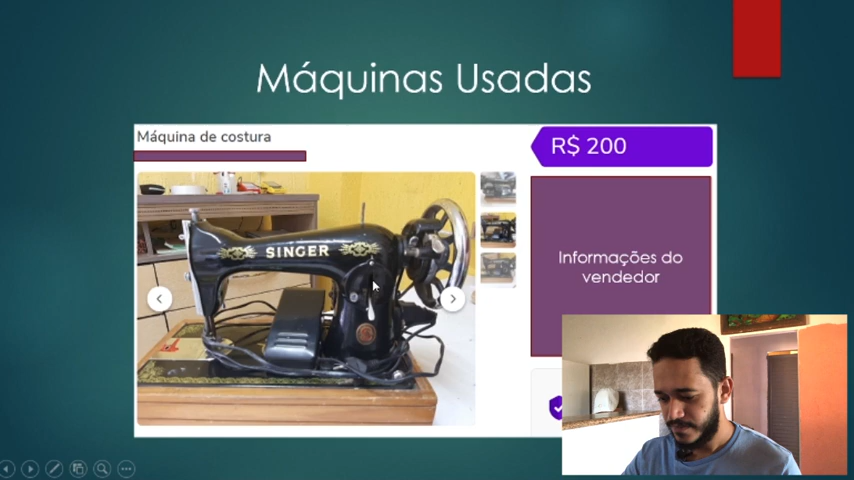 Máquinas Usadas
Máquina de costura
R$ 200
SINGER
Informações do
vendedor